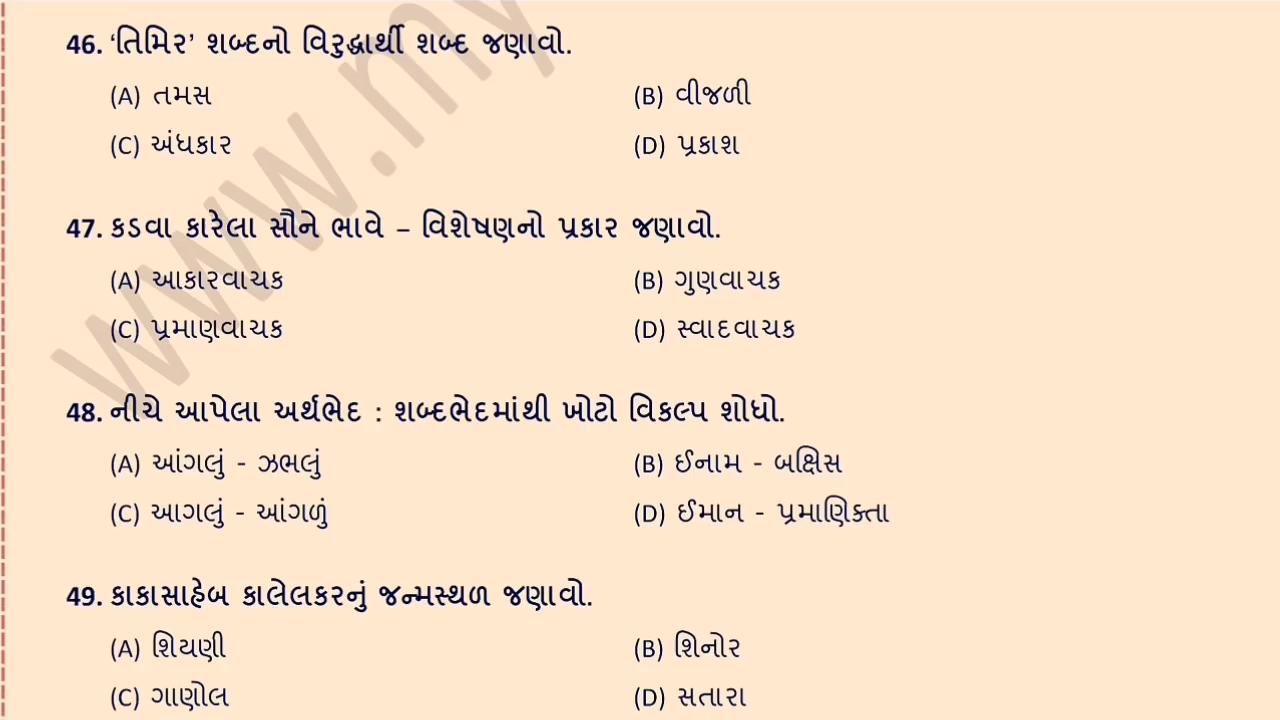 46. ‘તિમિર’ શબ્દનો વિરુદ્ધાર્થી શબ્દ જણાવો.
(A) તમસ (B) વીજળી
(C) અંધકાર (D) પ્રકાશ
47. કડવા કારેલા સૌને ભાવે – વિશેષણનો પ્રકાર જણાવો.
(A) આકારવાચક (B) ગુણવાચક
(C) પ્રમાણવાચક (D) સ્વાદવાચક
48. નીચે આપેલા અર્થભેદ : શબ્દભેદમાંથી ખોટો વિકલ્પ શોધો.
(A) આંગલું - ઝભલું (B) ઈનામ - બક્ષિસ
(C) આગલું - આંગળું (D) ઈમાન - પ્રમાણિક્તા
49. કાકાસાહેબ કાલેલકરનું જન્મસ્થળ જણાવો.
(A) શિયણી (B) શિનોર
(C) ગાણોલ (D) સતારા
www.my